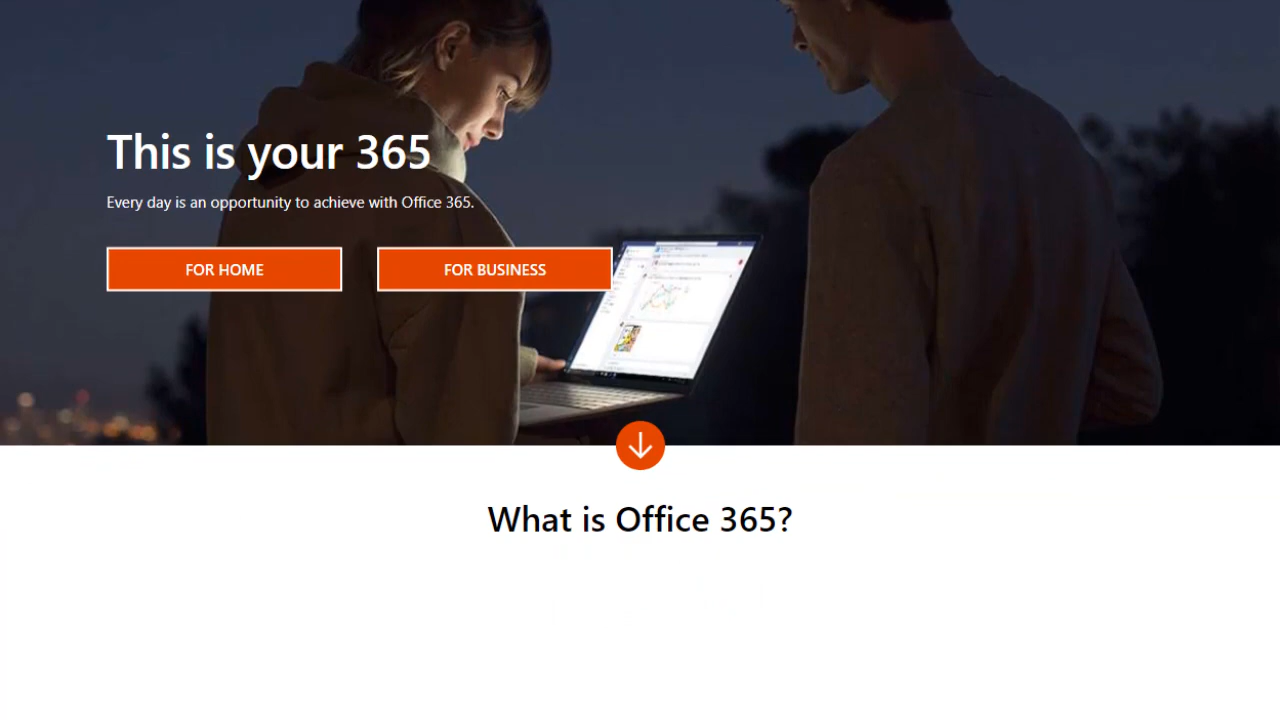 This is your 365
Every day is an opportunity to achieve with Office 365.
FOR HOME
FOR BUSINESS
What is Office 365?